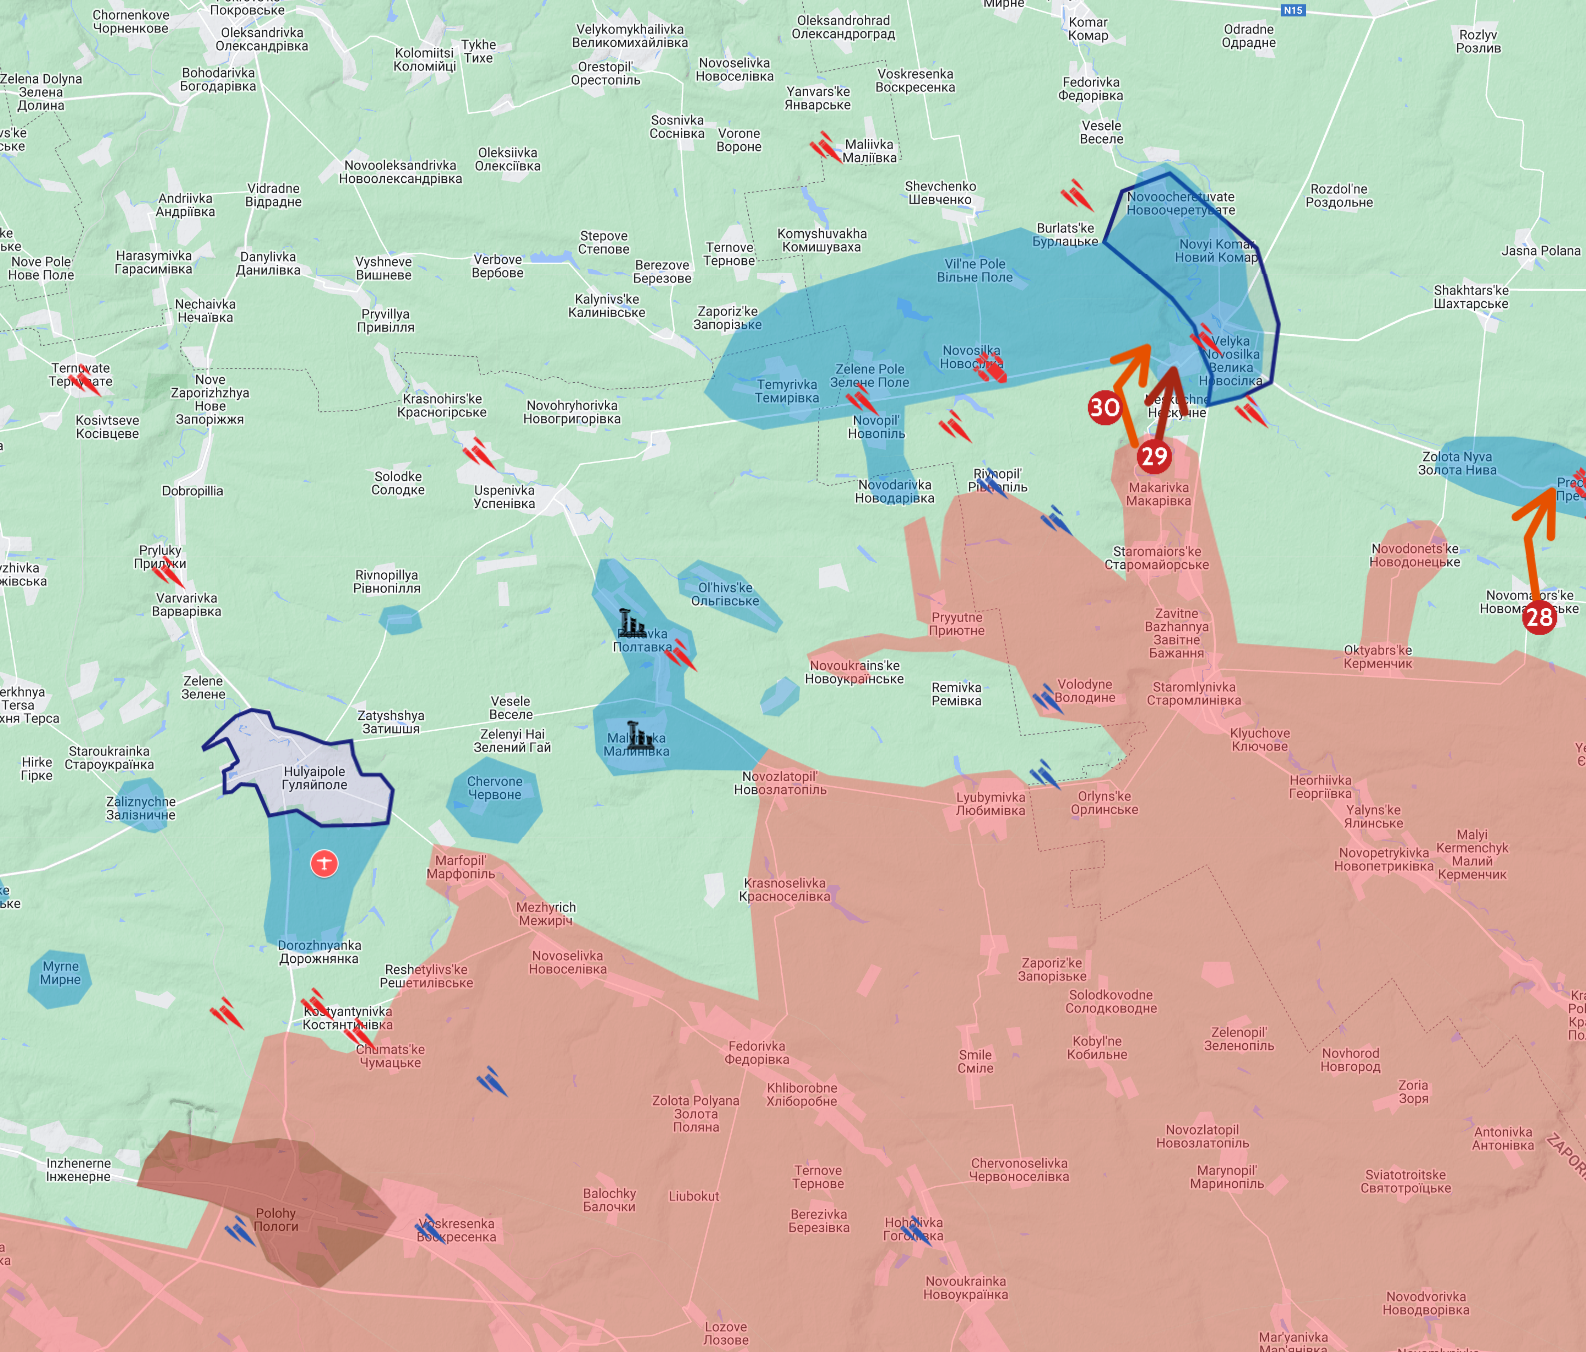 Pokrovs'ke
Покровське
Мирне
N15
Chornenkove
Чорненкове
Oleksandrivka
Олександрівка
Kolomiitsi
Коломійці
Tykhe
Тихе
Velykomykhailivka
Великомихайлівка
Oleksandrohrad
Олександроград
Komar
Комар
Odradne
Одрадне
Rozlyv
Розлив
Zelena Dolyna
Зелена
Долина
Bohodarivka
Богодарівка
Orestopil'
Орестопіль
Novoselivka
Новоселівка
Voskresenka
Воскресенка
Fedorivka
Федорівка
Yanvars'ke
Январське
Sosnivka
Соснівка
Vorone
Вороне
Maliivka
Маліївка
Vesele
Веселе
Novooleksandrivka
Новоолександрівка
Oleksiivka
Олексіївка
Andriivka
Андріївка
Vidradne
Відрадне
Shevchenko
Шевченко
Novoocheretuvate
Новоочеретувате
Rozdol'ne
Роздольне
Burlats'ke
Бурлацьке
Novyi Komar
Новий Комар
Jasna Polana
Nove Pole
Нове Поле
Harasymivka
Гарасимівка
Danylivka
Данилівка
Vyshneve
Вишневе
Verbove
Вербове
Stepove
Степове
Berezove
Березове
Ternove
Тернове
Komyshuvakha
Комишуваха
Vil'ne Pole
Вільне Поле
Nechaivka
Нечаївка
Pryvillya
Привілля
Kalynivs'ke
Калинівське
Zaporiz'ke
Запорізьке
Shakhtars'ke
Шахтарське
Velyka
Novosilka
Велика
Новосілка
Novosilka
Новосілка
Ternuvate
Тернувате
Nove
Zaporizhzhya
Нове
Запоріжжя
Kosivtseve
Косівцеве
Krasnohirs'ke
Красногірське
Novohryhorivka
Новогригорівка
Temyrivka
Темирівка
Zelene Pole
Зелене Поле
Novopil'
Новопіль
Neskuchne
Нескучне
30
29
28
Zolota Nyva
Золота Нива
Solodke
Солодке
Uspenivka
Успенівка
Dobropillia
Novodarivka
Новодарівка
Rivnopil'
Рівнопіль
Makarivka
Макарівка
Pryluky
Прилуки
Varvarivka
Варварівка
Rivnopillya
Рівнопілля
Ol'hivs'ke
Ольгівське
Staromaiors'ke
Старомайорське
Novodonets'ke
Новодонецьке
Novomaiors'ke
Новомайорське
Poltavka
Полтавка
Pryyutne
Приютне
Zavitne
Bazhannya
Завітне
Бажання
Oktyabrs'ke
Керменчик
Novoukrains'ke
Новоукраїнське
Remivka
Ремівка
Volodyne
Володине
Staromlynivka
Старомлинівка
Zelene
Зелене
Zatyshshya
Затишшя
Vesele
Веселе
Zelenyi Hai
Зелений Гай
Malynivka
Малинівка
Klyuchove
Ключове
Hirke
Гірке
Staroukrainka
Староукраїнка
Hulyaipole
Гуляйполе
Chervone
Червоне
Zaliznychne
Залізничне
Novozlatopil'
Новозлатопіль
Lyubymivka
Любимівка
Orlyns'ke
Орлинське
Heorhiivka
Георгіївка
Yalyns'ke
Ялинське
Malyi
Kermenchyk
Малий
Керменчик
Novopetrykivka
Новопетриківка
Marfopil'
Марфопіль
Mezhyrich
Межиріч
Krasnoselivka
Красноселівка
Dorozhnyanka
Дорожнянка
Novoselivka
Новоселівка
Reshetylivs'ke
Решетилівське
Myrne
Мирне
Zaporiz'ke
Запорізьке
Solodkovodne
Солодководне
Kostyantynivka
Костянтинівка
Chumats'ke
Чумацьке
Fedorivka
Федорівка
Smile
Сміле
Kobyl'ne
Кобильне
Zelenopil'
Зеленопіль
Novhorod
Новгород
Zoria
Зоря
Khliborobne
Хліборобне
Zolota Polyana
Золота
Поляна
Novozlatopil
Новозлатопіль
Antonivka
Антонівка
Inzhenerne
Інженерне
Ternove
Тернове
Chervonoselivka
Червоноселівка
Marynopil'
Маринопіль
Sviatotroitske
Святотроїцьке
Balochky
Балочки
Liubokut
Berezivka
Березівка
Polohy
Пологи
Voskresenka
Воскресенка
Hoholivka
Гоголівка
Novoukrainka
Новоукраїнка
Novodvorivka
Новодворівка
Lozove
Лозове
Mar'yanivka
Мар'янівка